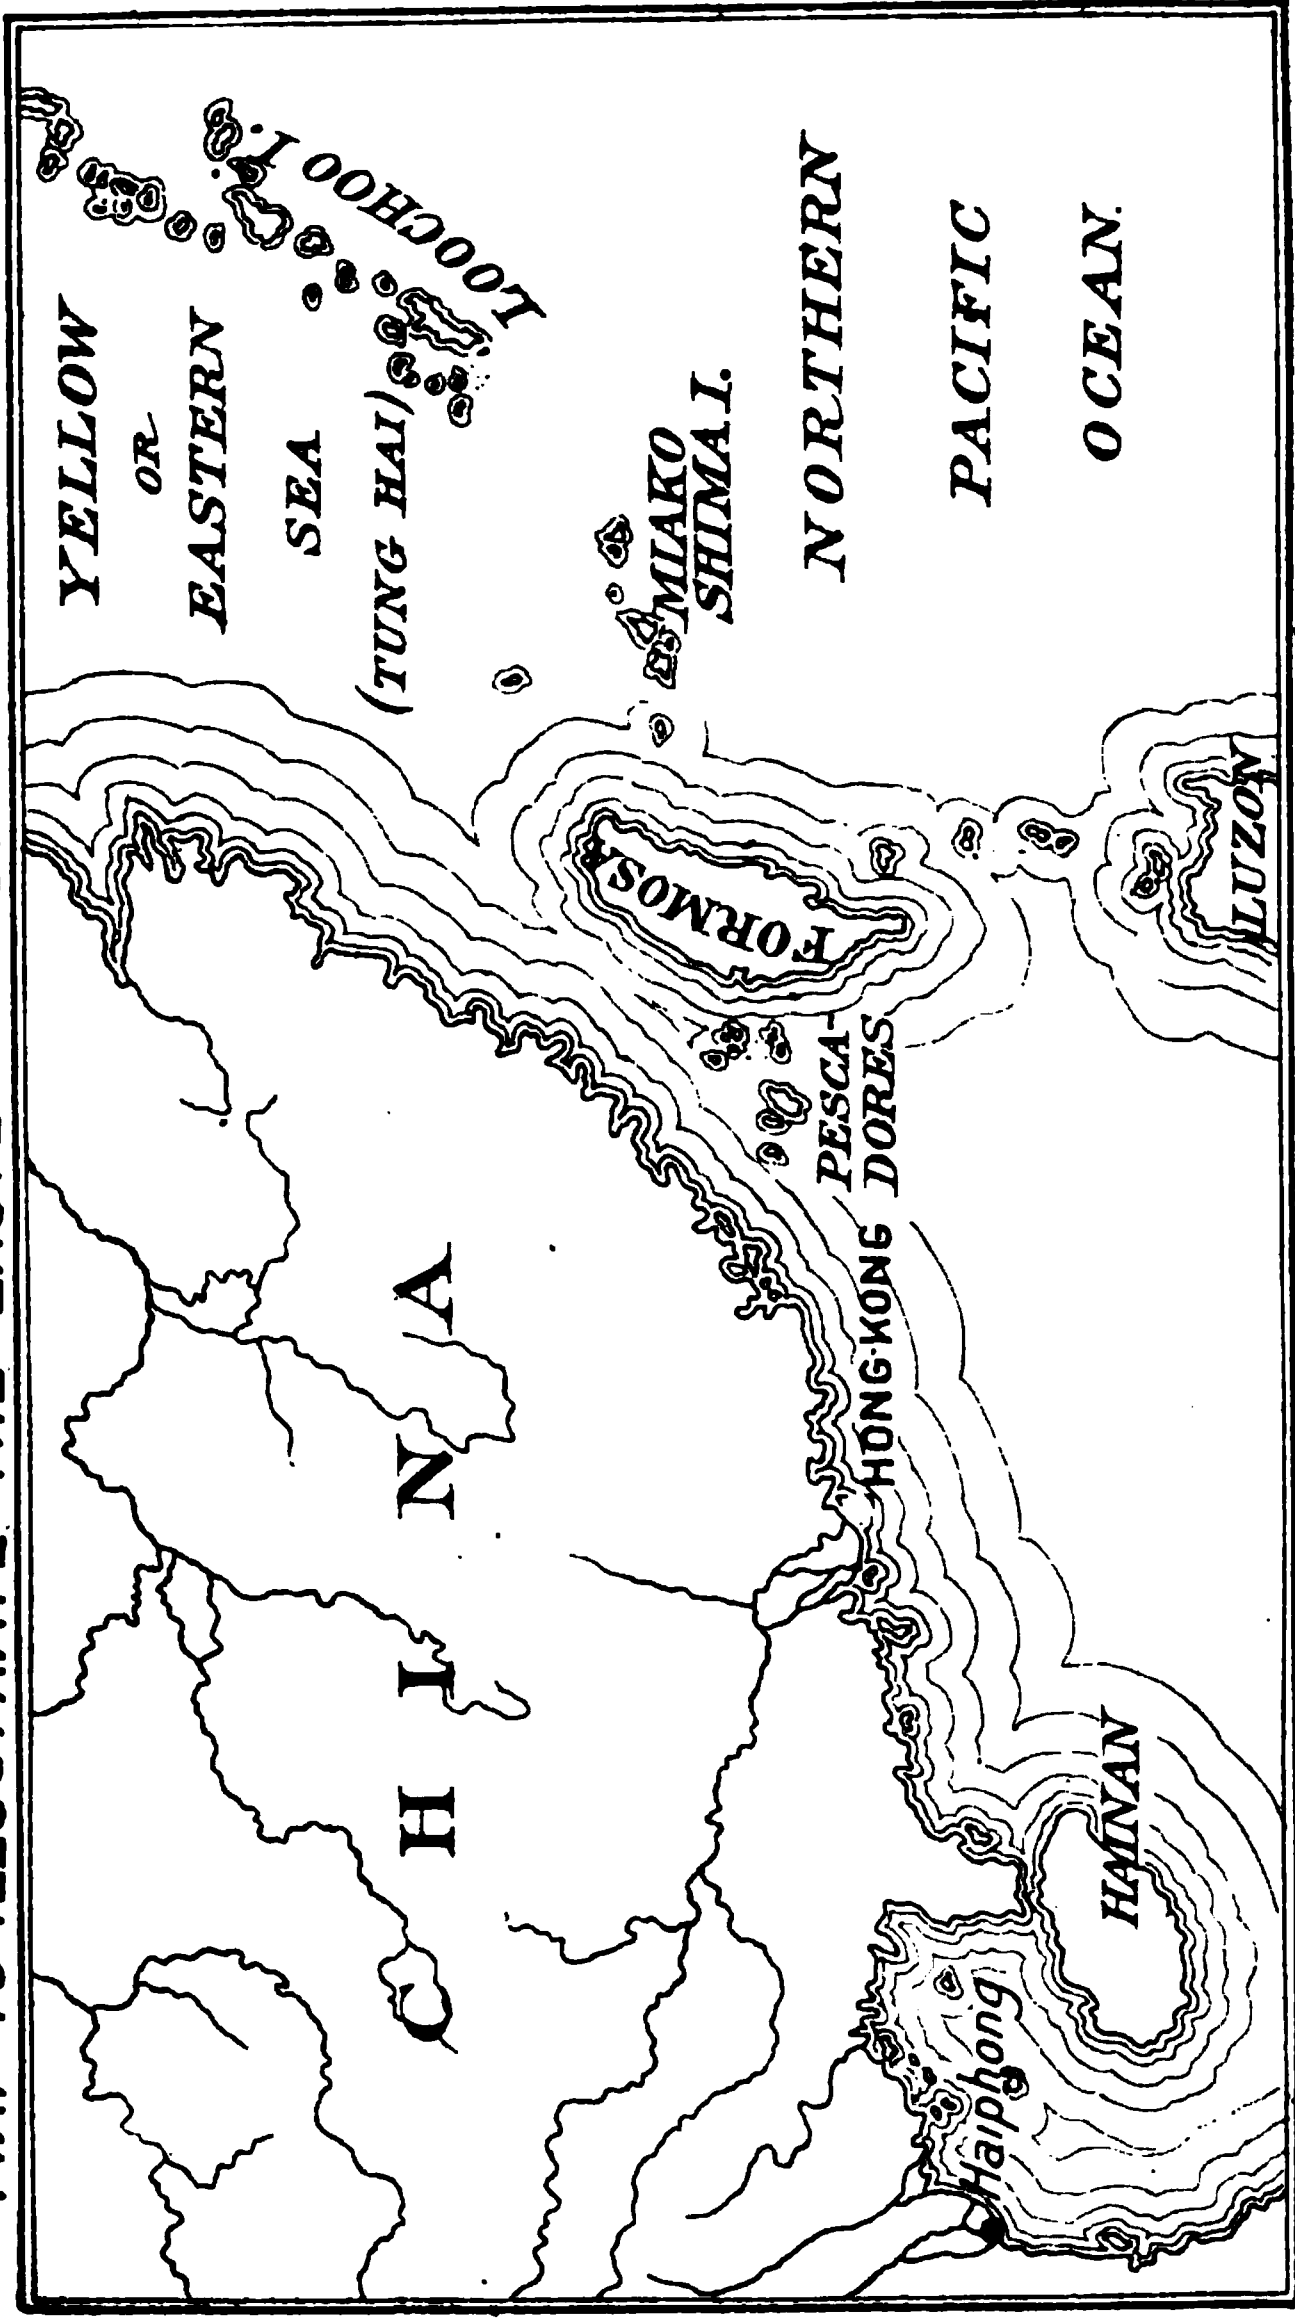 YELLOW
OR
EASTERN
SEA
(TUNG HAI)
LOOCHOO I.
MIAKO
SHIMA I.
NORTHERN
PACIFIC
OCEAN.
CHINA
FORMOSA
PESCA-
DORES
HONG-KONG
LUZON
HAINAN
Haiphong